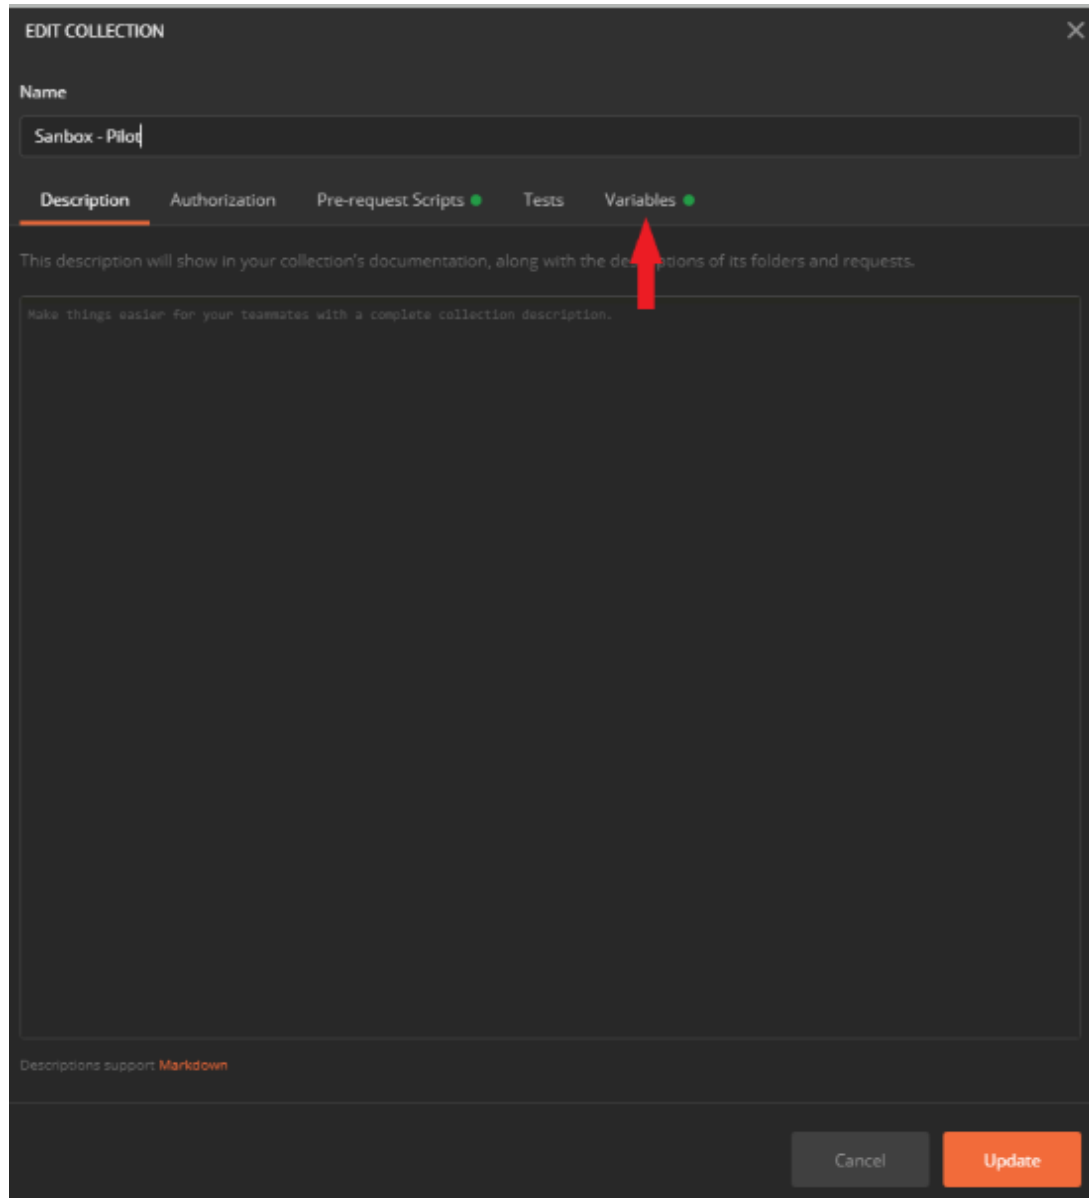 EDIT COLLECTION
Name
Sanbox - Pilot
Description Authorization Pre-request Scripts Tests Variables
This description will show in your collection's documentation, along with the descriptions of its folders and requests.
Make things easier for your teammates with a complete collection description.
Descriptions support Markdown
Cancel Update